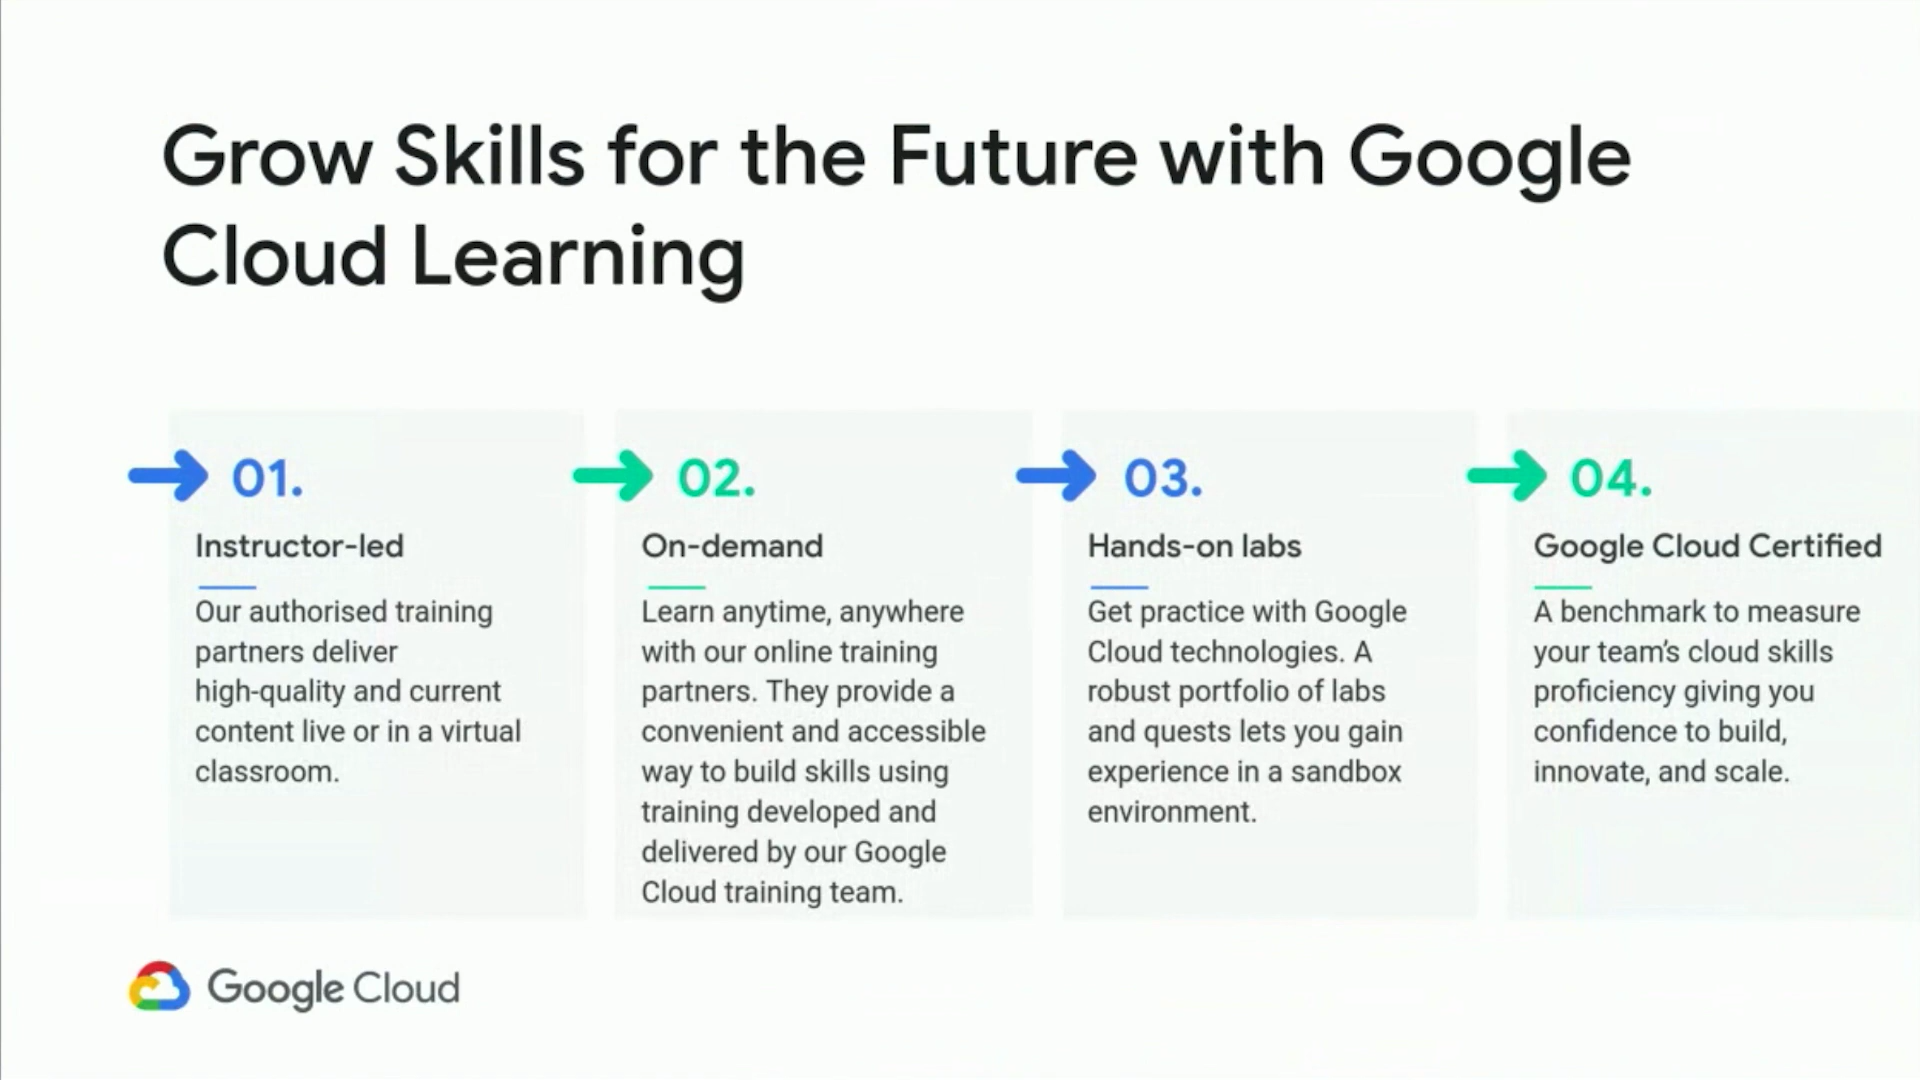 Grow Skills for the Future with Google
Cloud Learning
01.
Instructor-led
Our authorised training
partners deliver
high-quality and current
content live or in a virtual
classroom.
02.
On-demand
Learn anytime, anywhere
with our online training
partners. They provide a
convenient and accessible
way to build skills using
training developed and
delivered by our Google
Cloud training team.
03.
Hands-on labs
Get practice with Google
Cloud technologies. A
robust portfolio of labs
and quests lets you gain
experience in a sandbox
environment.
04.
Google Cloud Certified
A benchmark to measure
your team’s cloud skills
proficiency giving you
confidence to build,
innovate, and scale.
Google Cloud